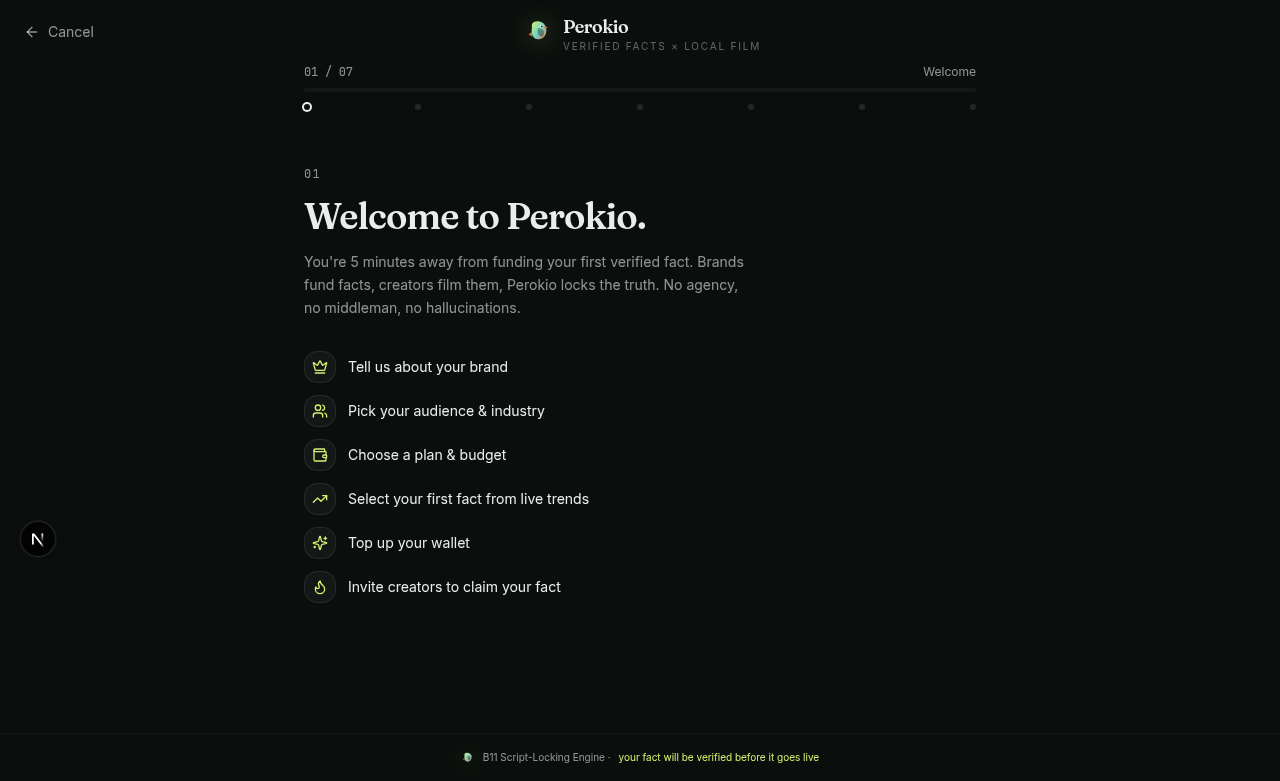 Cancel
Perokio
VERIFIED FACTS × LOCAL FILM
01 / 07
Welcome
01
Welcome to Perokio.
You're 5 minutes away from funding your first verified fact. Brands
fund facts, creators film them, Perokio locks the truth. No agency,
no middleman, no hallucinations.
Tell us about your brand
Pick your audience & industry
Choose a plan & budget
Select your first fact from live trends
Top up your wallet
Invite creators to claim your fact
B11 Script-Locking Engine · your fact will be verified before it goes live